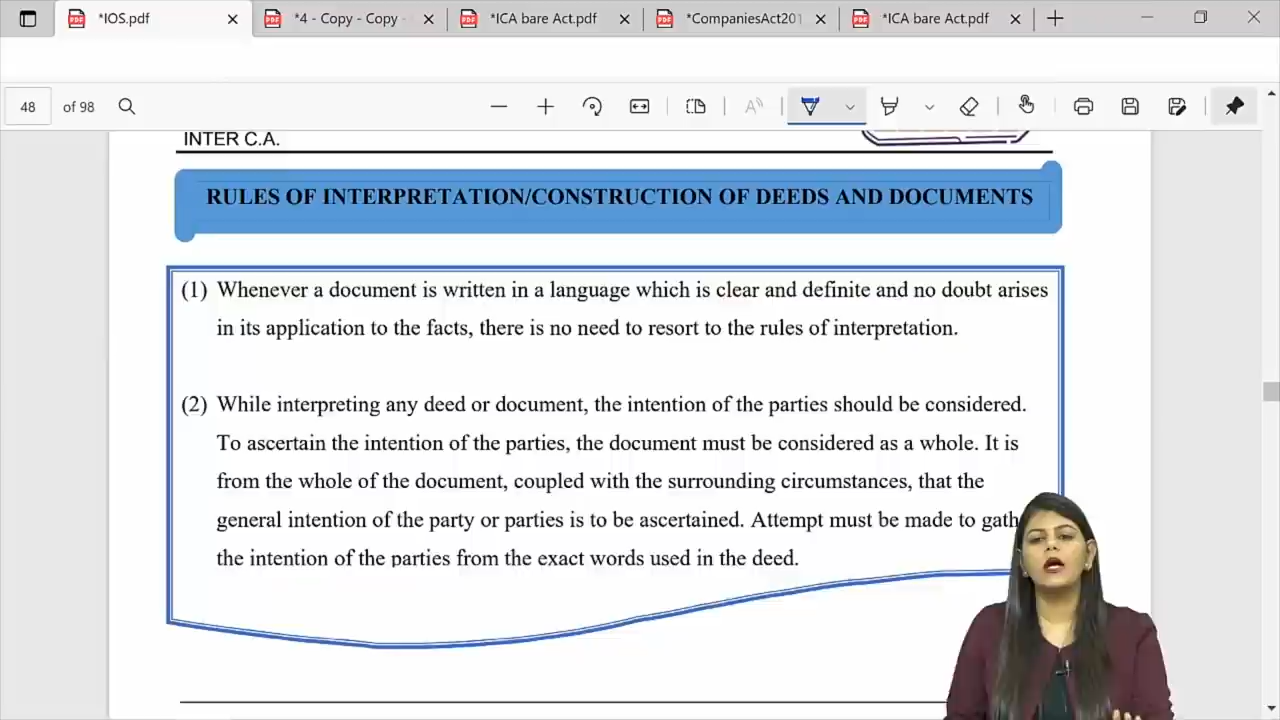 *IOS.pdf
*4 - Copy - Copy -
*ICA bare Act.pdf
*CompaniesAct201
*ICA bare Act.pdf
48 of 98
INTER C.A.
RULES OF INTERPRETATION/CONSTRUCTION OF DEEDS AND DOCUMENTS
(1) Whenever a document is written in a language which is clear and definite and no doubt arises
in its application to the facts, there is no need to resort to the rules of interpretation.
(2) While interpreting any deed or document, the intention of the parties should be considered.
To ascertain the intention of the parties, the document must be considered as a whole. It is
from the whole of the document, coupled with the surrounding circumstances, that the
general intention of the party or parties is to be ascertained. Attempt must be made to gath
the intention of the parties from the exact words used in the deed.